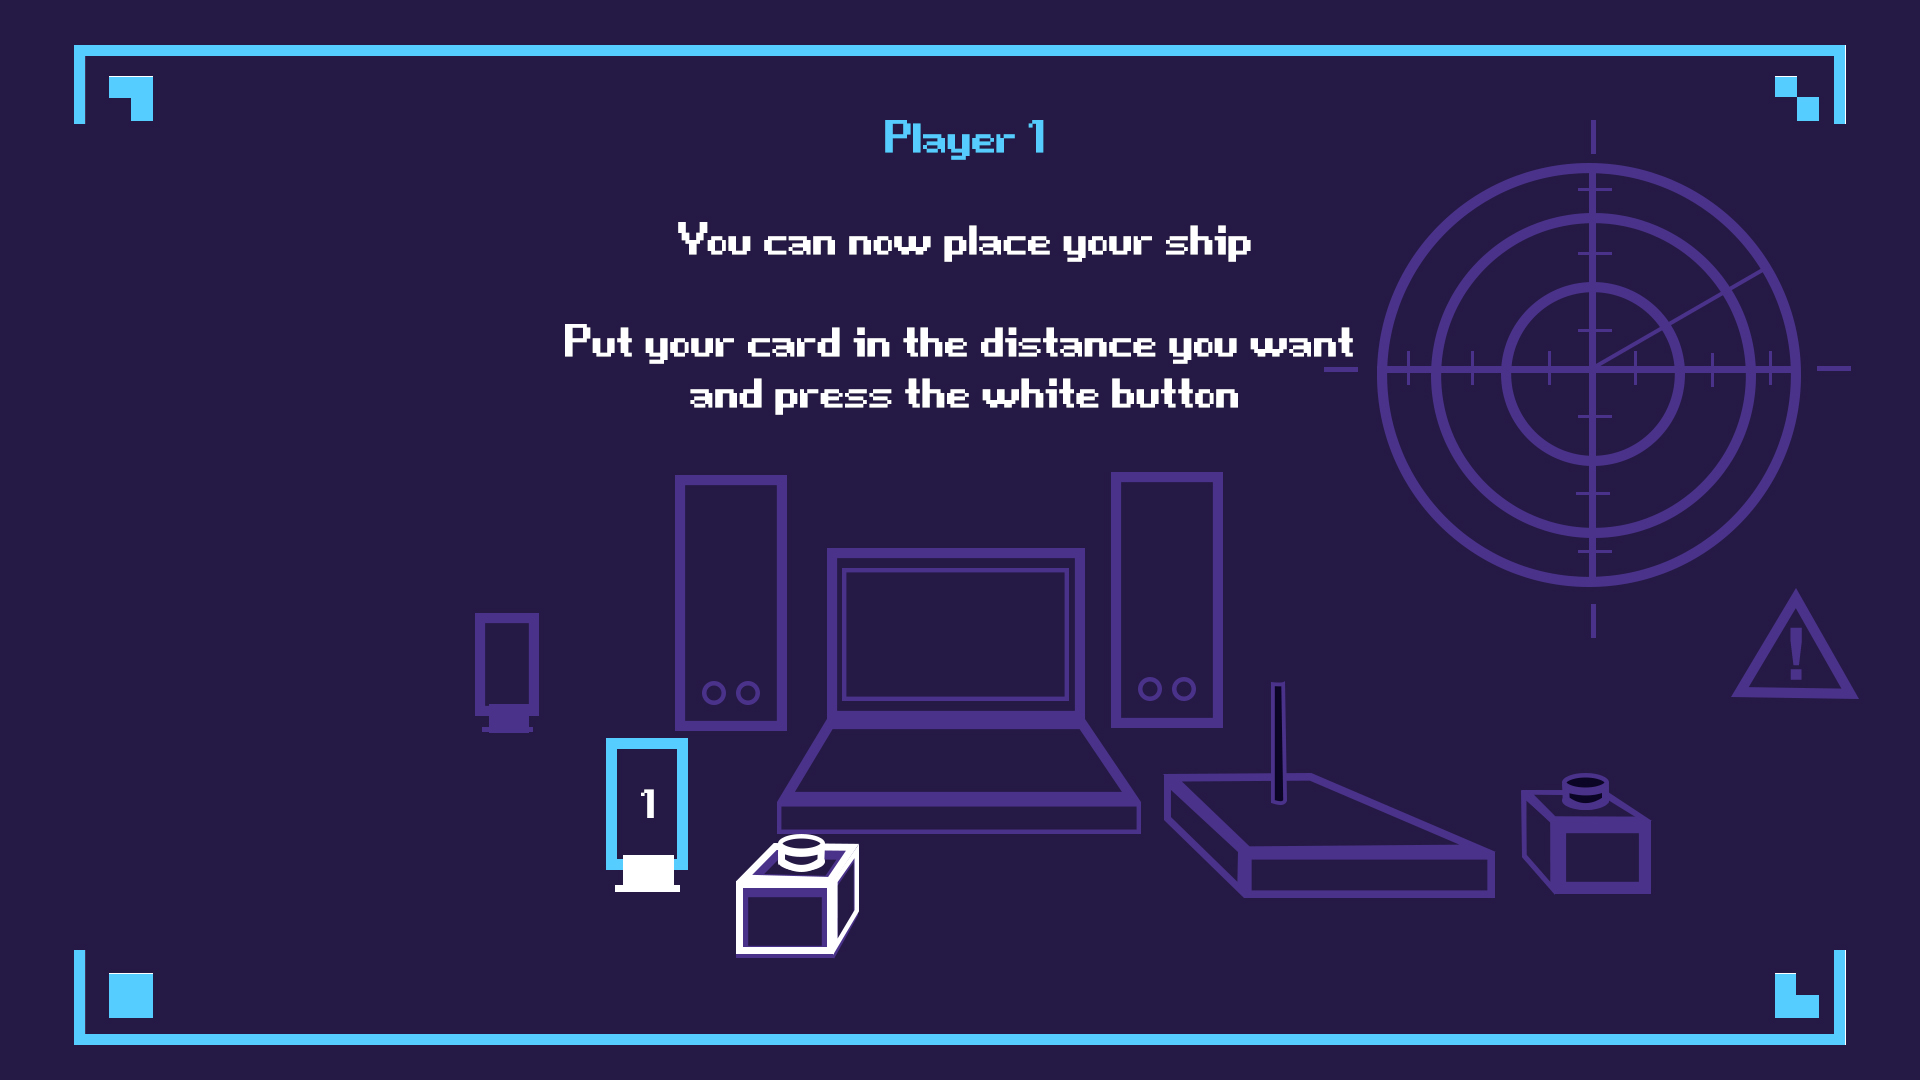 Player 1
You can now place your ship
Put your card in the distance you want
and press the white button
!
1